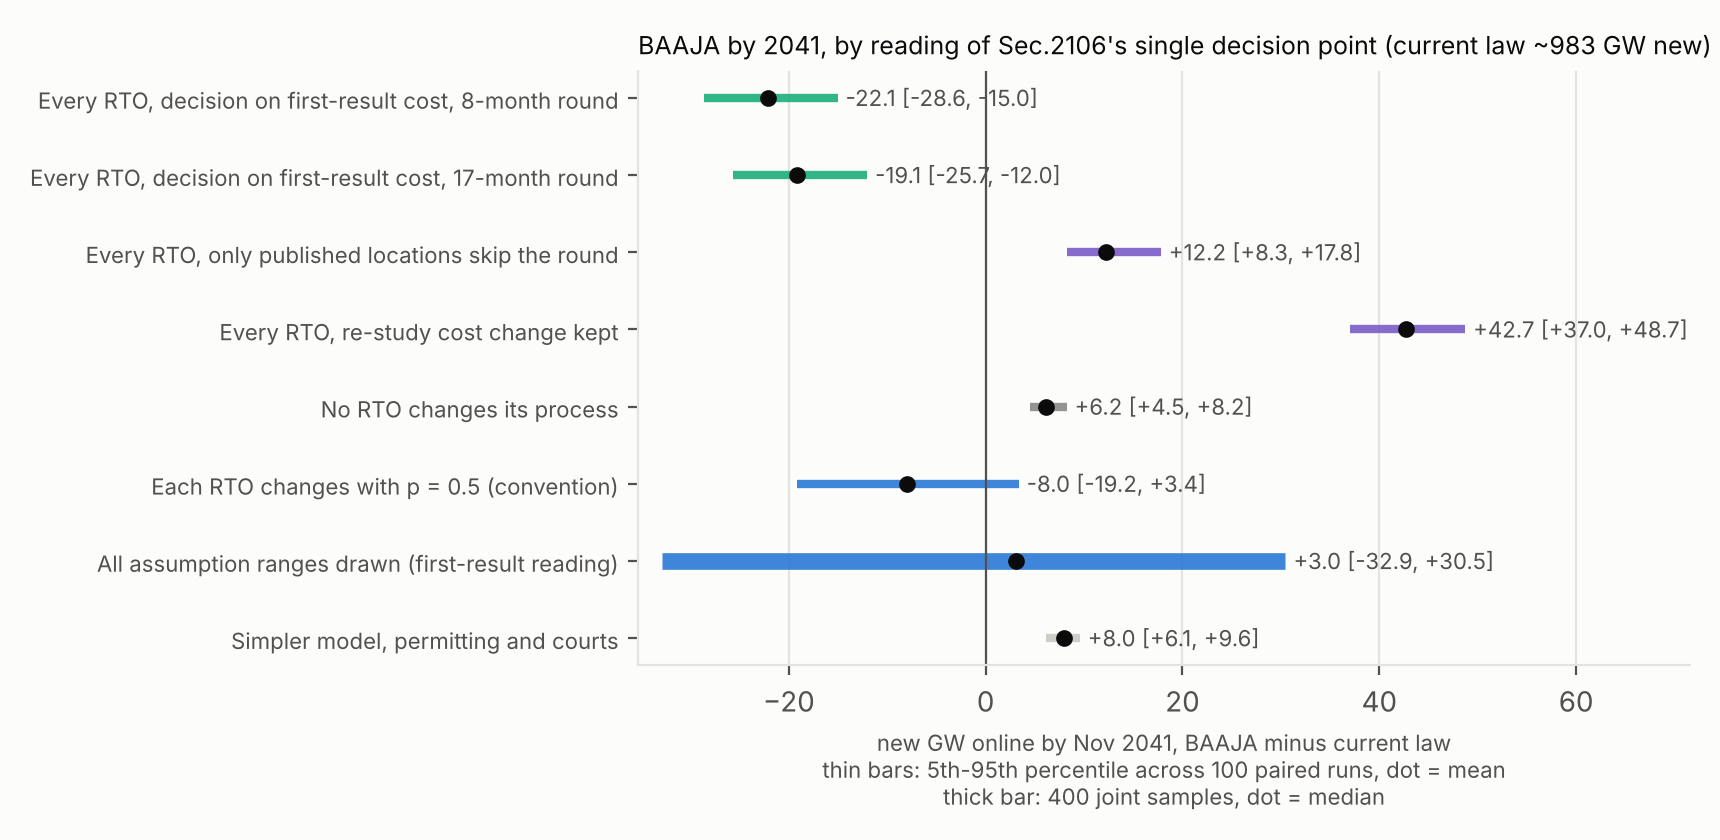 BAAJA by 2041, by reading of Sec.2106's single decision point (current law ~983 GW new)
Every RTO, decision on first-result cost, 8-month round
-22.1 [-28.6, -15.0]
Every RTO, decision on first-result cost, 17-month round
-19.1 [-25.7, -12.0]
Every RTO, only published locations skip the round
+12.2 [+8.3, +17.8]
Every RTO, re-study cost change kept
+42.7 [+37.0, +48.7]
No RTO changes its process
+6.2 [+4.5, +8.2]
Each RTO changes with p = 0.5 (convention)
-8.0 [-19.2, +3.4]
All assumption ranges drawn (first-result reading)
+3.0 [-32.9, +30.5]
Simpler model, permitting and courts
+8.0 [+6.1, +9.6]
−20 0 20 40 60
new GW online by Nov 2041, BAAJA minus current law
thin bars: 5th-95th percentile across 100 paired runs, dot = mean
thick bar: 400 joint samples, dot = median